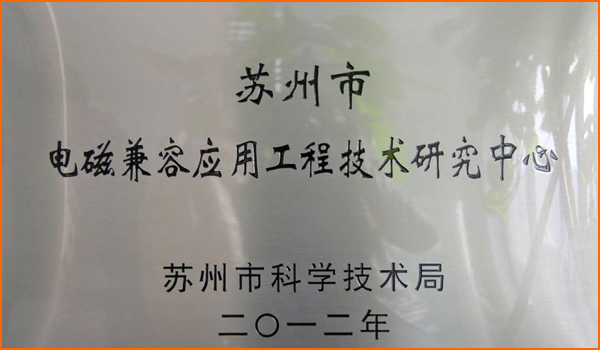 苏州市
电磁兼容应用工程技术研究中心
苏州市科学技术局
二〇一二年